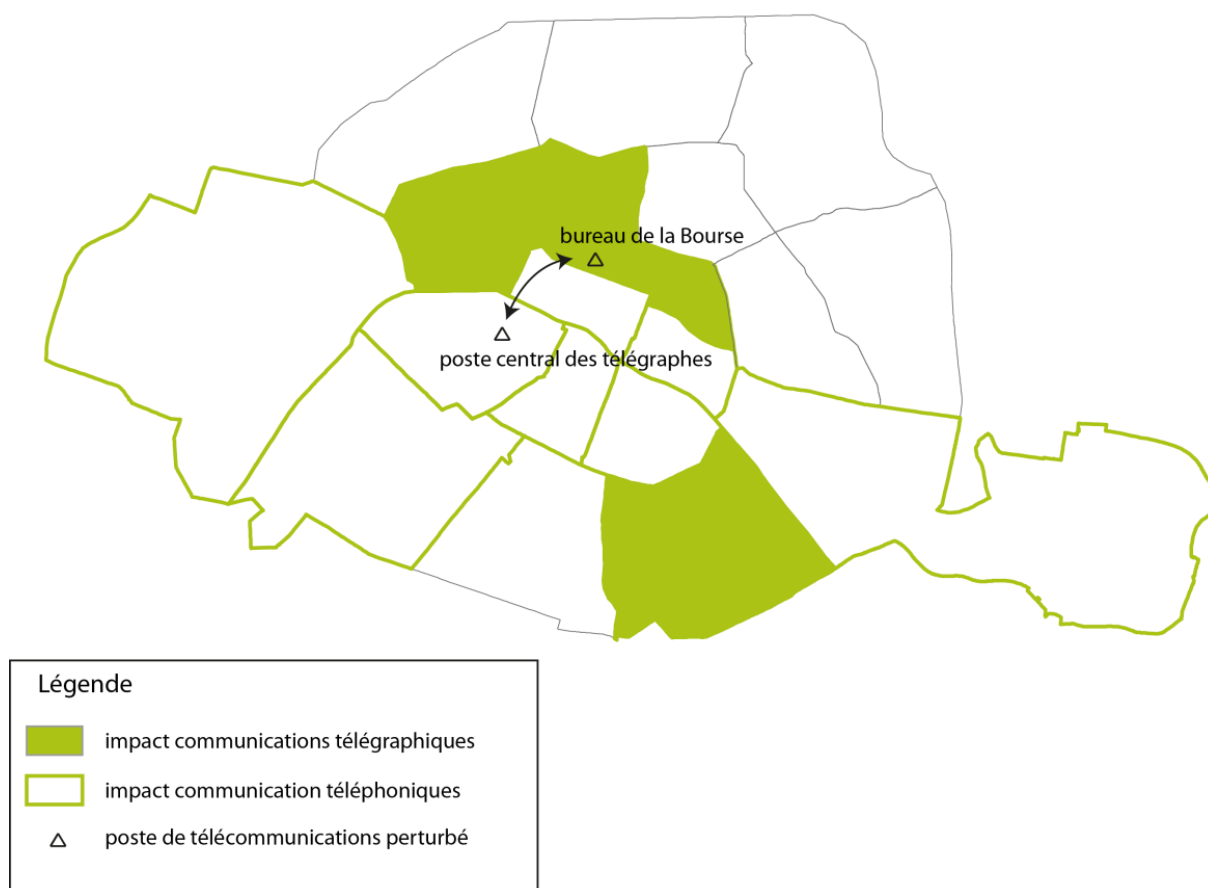 bureau de la Bourse
poste central des télégraphes
Légende
impact communications télégraphiques
impact communication téléphoniques
poste de télécommunications perturbé